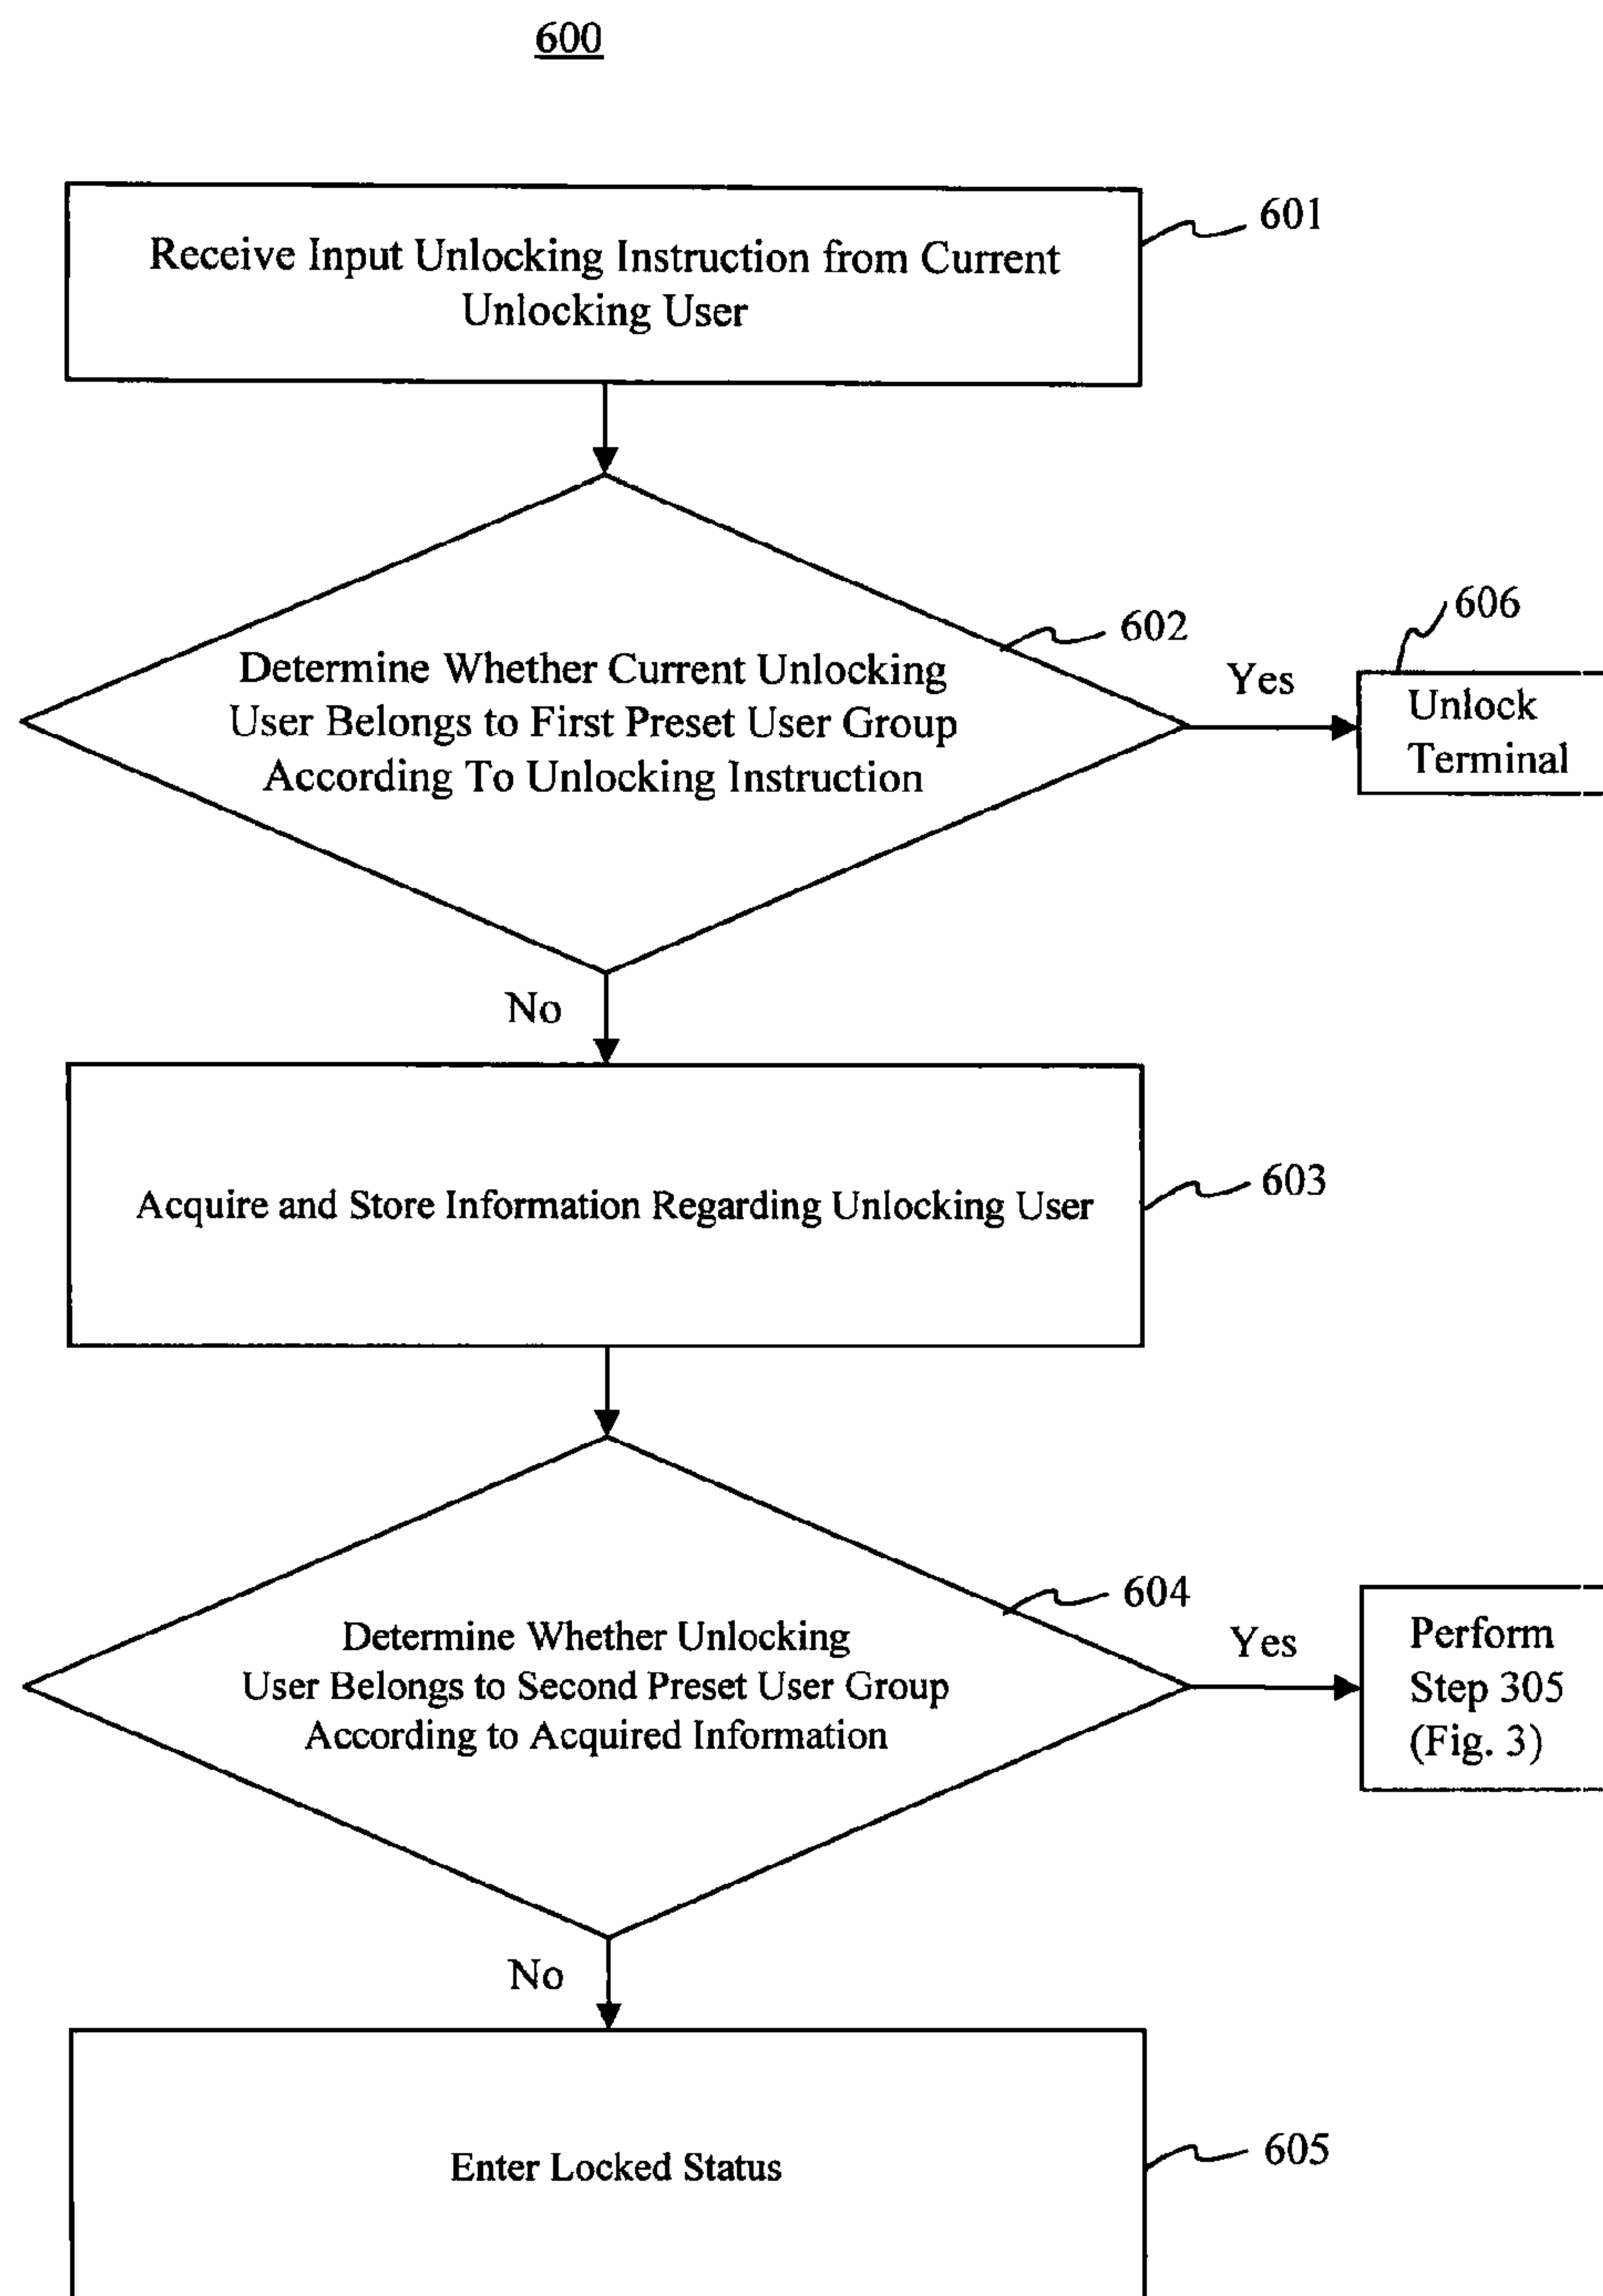 600
Receive Input Unlocking Instruction from Current
Unlocking User
601
Determine Whether Current Unlocking
User Belongs to First Preset User Group
According To Unlocking Instruction
602
Yes
606
Unlock
Terminal
No
Acquire and Store Information Regarding Unlocking User
603
Determine Whether Unlocking
User Belongs to Second Preset User Group
According to Acquired Information
604
Yes
Perform
Step 305
(Fig. 3)
No
Enter Locked Status
605